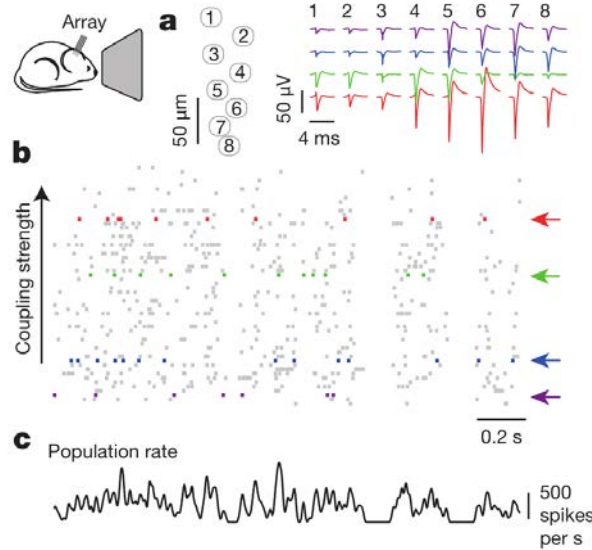 Array
a
1
2
3
4
5
6
7
8
50 µm
1 2 3 4 5 6 7 8
50 µV
4 ms
b
Coupling strength
0.2 s
c
Population rate
500
spikes
per s